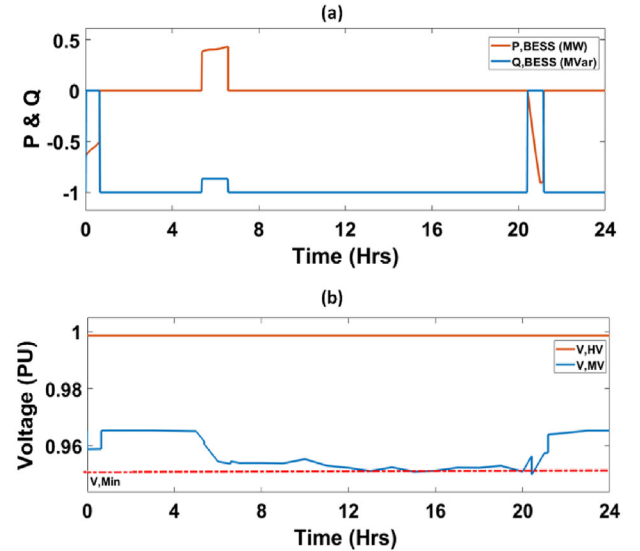 (a)
P & Q
0.5
0
-0.5
-1
P,BESS (MW)
Q,BESS (MVar)
0 4 8 12 16 20 24
Time (Hrs)
(b)
Voltage (PU)
1
0.98
0.96
V,HV
V,MV
V,Min
0 4 8 12 16 20 24
Time (Hrs)